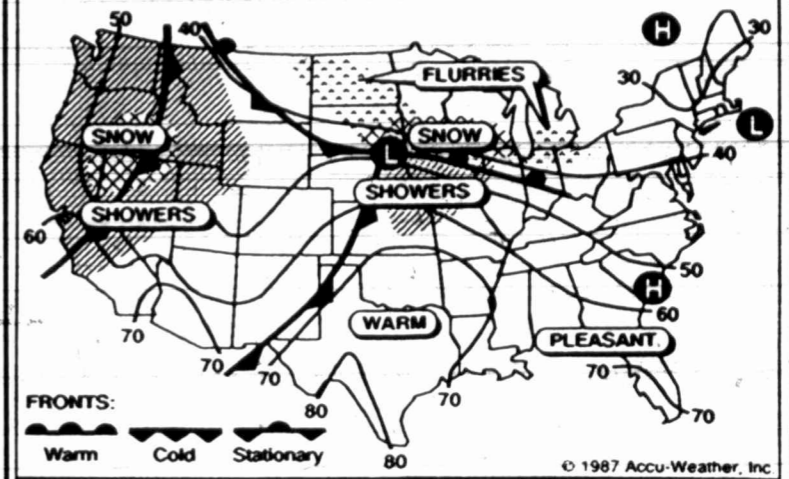 50
40
H
30
30
FLURRIES
SNOW
SNOW
L
L
40
SHOWERS
SHOWERS
60
50
H
60
WARM
PLEASANT.
70
70
70
70
70
70
80
80
FRONTS:
Warm
Cold
Stationary
© 1987 Accu-Weather, Inc.